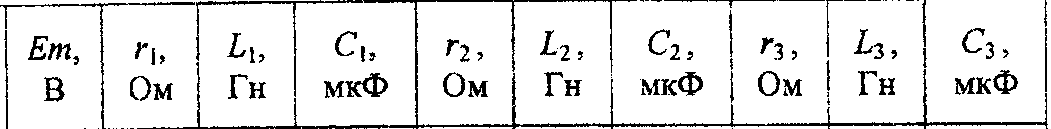 Em, r₁, L₁, C₁, r₂, L₂, C₂, r₃, L₃, C₃,
В Ом Гн мкФ Ом Гн мкФ Ом Гн мкФ